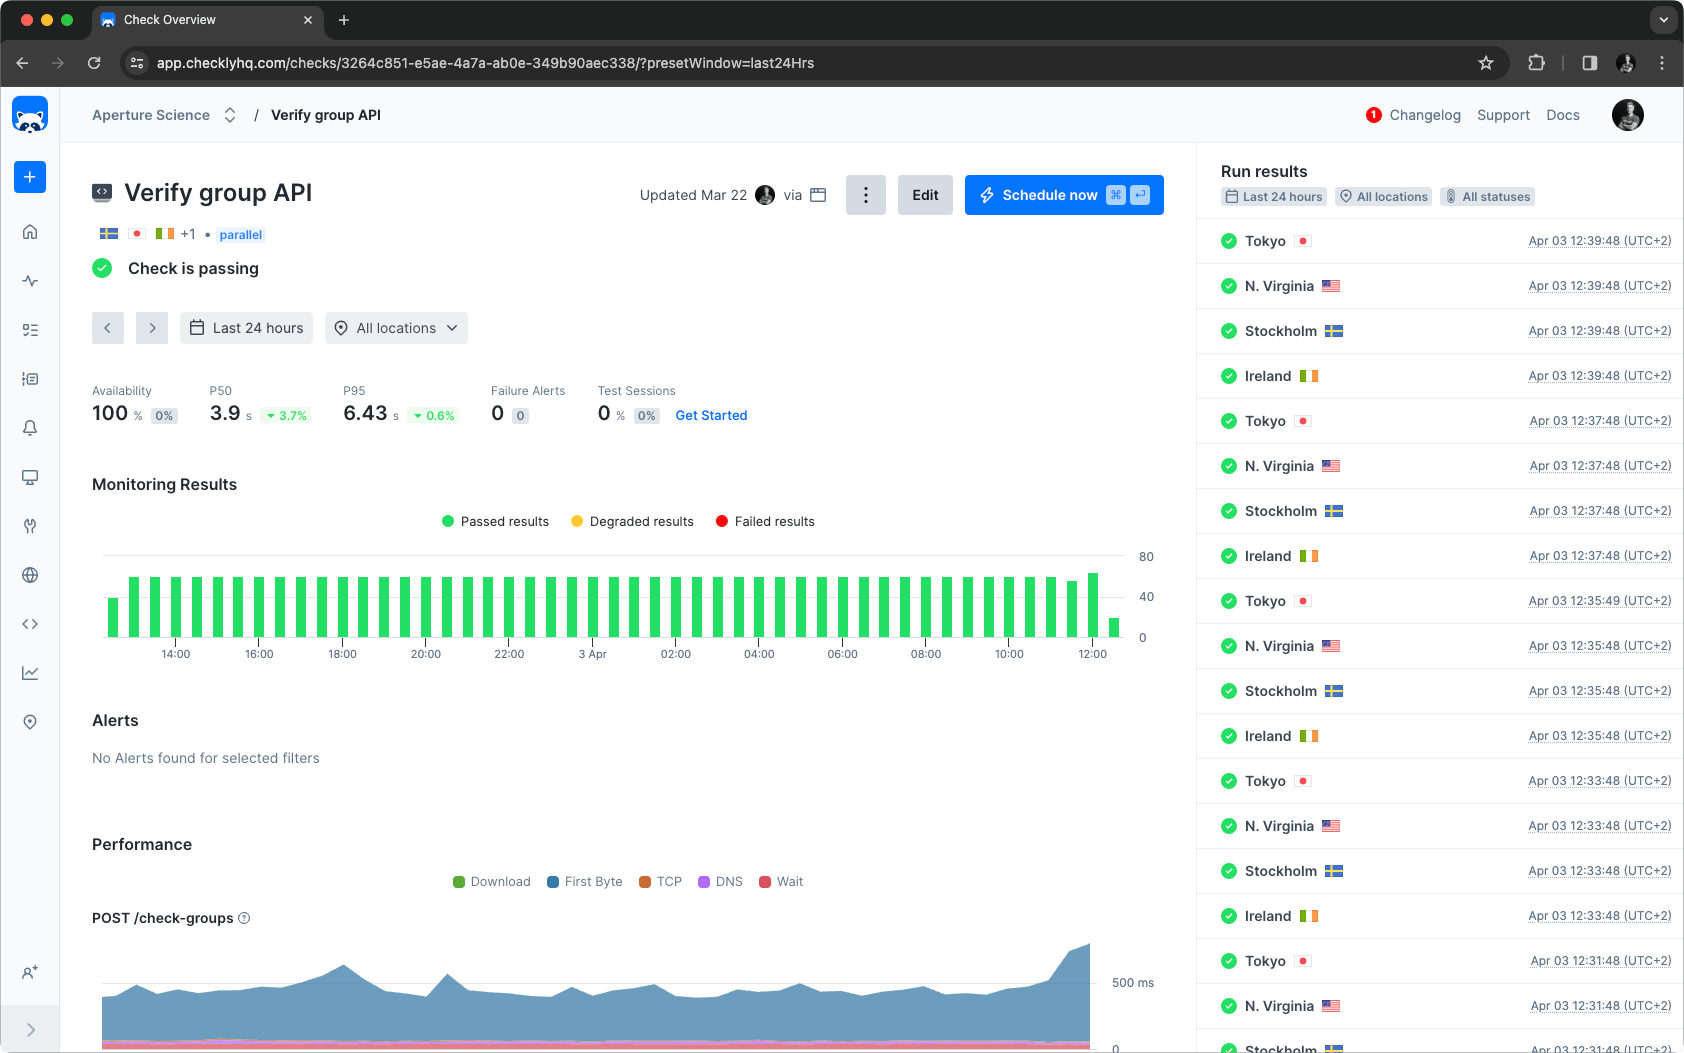 Check Overview
app.checklyhq.com/checks/3264c851-e5ae-4a7a-ab0e-349b90aec338/?presetWindow=last24Hrs
Aperture Science / Verify group API
1 Changelog Support Docs
Verify group API
Updated Mar 22 via
Edit
Schedule now
+1 • parallel
Check is passing
Last 24 hours
All locations
Availability
100 % 0%
P50
3.9 s 3.7%
P95
6.43 s 0.6%
Failure Alerts
0 0
Test Sessions
0 % 0% Get Started
Monitoring Results
Passed results Degraded results Failed results
80
40
0
14:00 16:00 18:00 20:00 22:00 3 Apr 02:00 04:00 06:00 08:00 10:00 12:00
Alerts
No Alerts found for selected filters
Performance
Download First Byte TCP DNS Wait
POST /check-groups ?
500 ms
0
Run results
Last 24 hours All locations All statuses
Tokyo Apr 03 12:39:48 (UTC+2)
N. Virginia Apr 03 12:39:48 (UTC+2)
Stockholm Apr 03 12:39:48 (UTC+2)
Ireland Apr 03 12:39:48 (UTC+2)
Tokyo Apr 03 12:37:48 (UTC+2)
N. Virginia Apr 03 12:37:48 (UTC+2)
Stockholm Apr 03 12:37:48 (UTC+2)
Ireland Apr 03 12:37:48 (UTC+2)
Tokyo Apr 03 12:35:49 (UTC+2)
N. Virginia Apr 03 12:35:48 (UTC+2)
Stockholm Apr 03 12:35:48 (UTC+2)
Ireland Apr 03 12:35:48 (UTC+2)
Tokyo Apr 03 12:33:48 (UTC+2)
N. Virginia Apr 03 12:33:48 (UTC+2)
Stockholm Apr 03 12:33:48 (UTC+2)
Ireland Apr 03 12:33:48 (UTC+2)
Tokyo Apr 03 12:31:48 (UTC+2)
N. Virginia Apr 03 12:31:48 (UTC+2)
Stockholm Apr 03 12:31:48 (UTC+2)